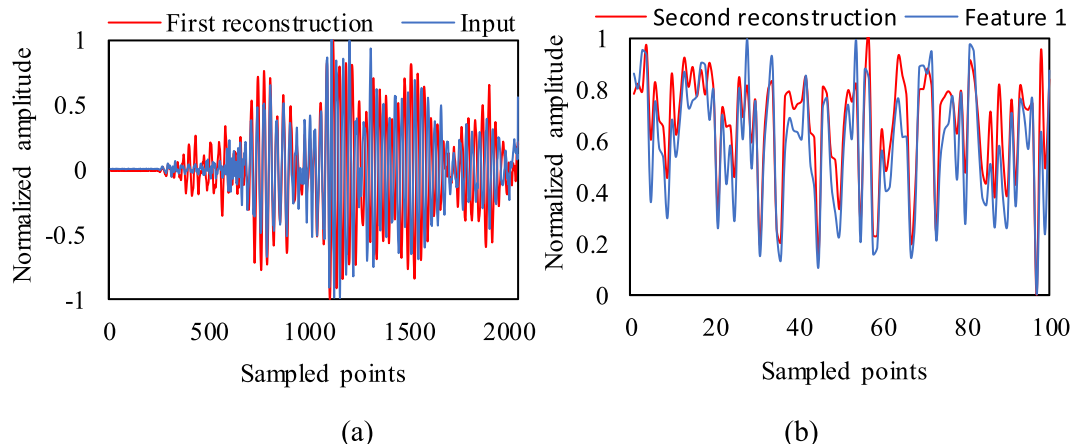 First reconstruction Input
Normalized amplitude
1
0.5
0
-0.5
-1
0 500 1000 1500 2000
Sampled points
(a)
Second reconstruction Feature 1
Normalized amplitude
1
0.8
0.6
0.4
0.2
0
0 20 40 60 80 100
Sampled points
(b)